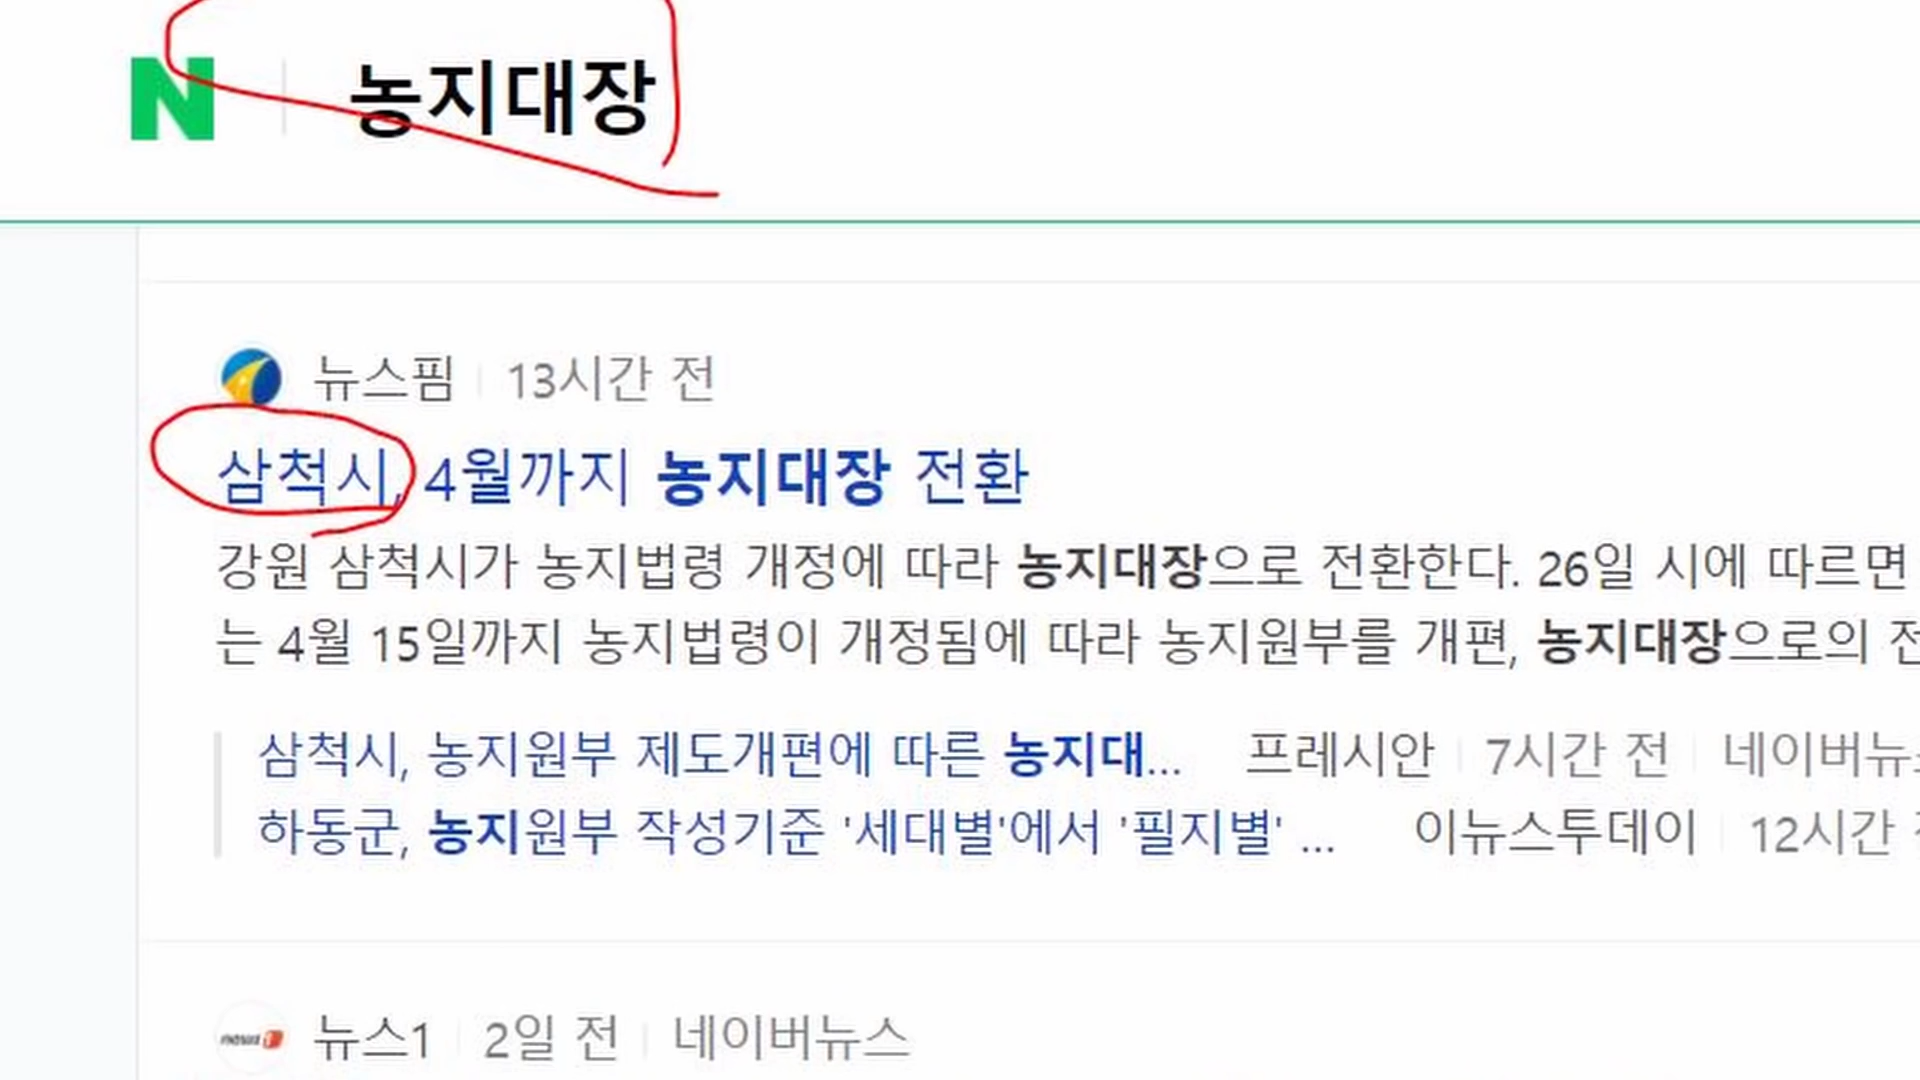 N 농지대장
뉴스핌 13시간 전
삼척시, 4월까지 농지대장 전환
강원 삼척시가 농지법령 개정에 따라 농지대장으로 전환한다. 26일 시에 따르면
는 4월 15일까지 농지법령이 개정됨에 따라 농지원부를 개편, 농지대장으로의 전
삼척시, 농지원부 제도개편에 따른 농지대... 프레시안 7시간 전 네이버뉴
하동군, 농지원부 작성기준 '세대별'에서 '필지별' ... 이뉴스투데이 12시간
news1 뉴스1 2일 전 네이버뉴스